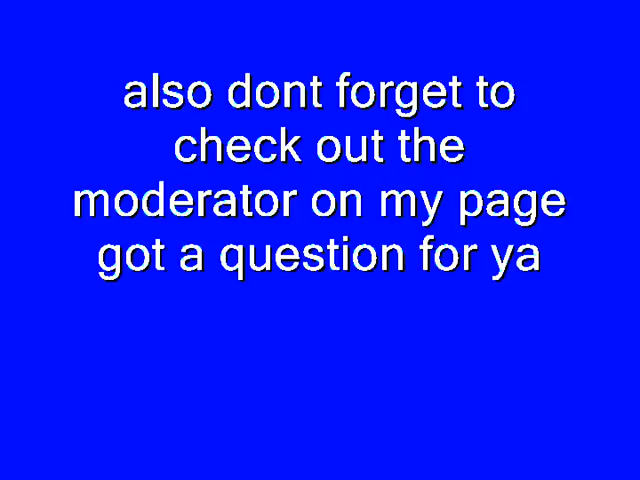 also dont forget to
check out the
moderator on my page
got a question for ya